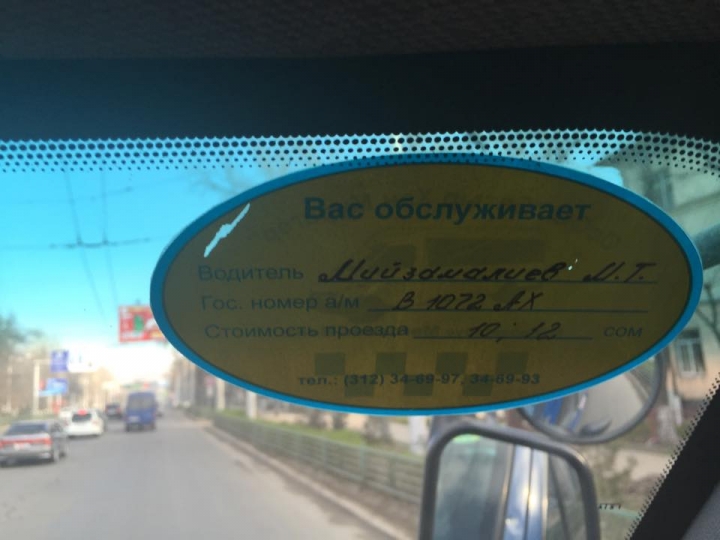 Вас обслуживает
Водитель Мийзамалиев М.Т.
Гос. номер а/м В 1072 АХ
Стоимость проезда 10; 12 сом
тел.: (312) 34-69-97, 34-69-93